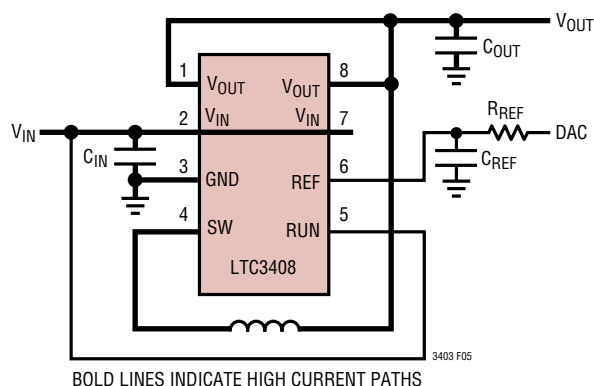 VOUT
COUT
1
8
VOUT
VOUT
VIN
2
VIN
VIN
7
RREF
DAC
CIN
3
GND
REF
6
CREF
4
SW
RUN
5
LTC3408
3403 F05
BOLD LINES INDICATE HIGH CURRENT PATHS